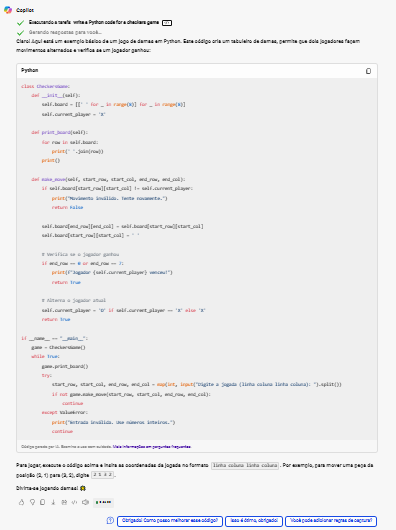 Copilot
Executando a tarefa write a Python code for a checkers game
Gerando respostas para você…
Claro! Aqui está um exemplo básico de um jogo de damas em Python. Este código cria um tabuleiro de damas, permite que dois jogadores façam
movimentos alternados e verifica se um jogador ganhou:
Python
class CheckersGame:
def __init__(self):
self.board = [[' ' for _ in range(8)] for _ in range(8)]
self.current_player = 'X'
def print_board(self):
for row in self.board:
print(' '.join(row))
print()
def make_move(self, start_row, start_col, end_row, end_col):
if self.board[start_row][start_col] != self.current_player:
print("Movimento inválido. Tente novamente.")
return False
self.board[end_row][end_col] = self.board[start_row][start_col]
self.board[start_row][start_col] = ' '
# Verifica se o jogador ganhou
if end_row == 0 or end_row == 7:
print(f"Jogador {self.current_player} venceu!")
return True
# Alterna o jogador atual
self.current_player = 'O' if self.current_player == 'X' else 'X'
return True
if __name__ == "__main__":
game = CheckersGame()
while True:
game.print_board()
try:
start_row, start_col, end_row, end_col = map(int, input("Digite a jogada (linha coluna linha coluna): ").split())
if not game.make_move(start_row, start_col, end_row, end_col):
continue
except ValueError:
print("Entrada inválida. Use números inteiros.")
continue
Código gerado por IA. Examine e use com cuidado. Mais informações em perguntas frequentes.
Para jogar, execute o código acima e insira as coordenadas da jogada no formato linha coluna linha coluna. Por exemplo, para mover uma peça da
posição (2, 1) para (3, 2), digite 2 1 3 2.
Divirta-se jogando damas!
Obrigado! Como posso melhorar esse código?
Isso é ótimo, obrigado!
Você pode adicionar regras de captura?